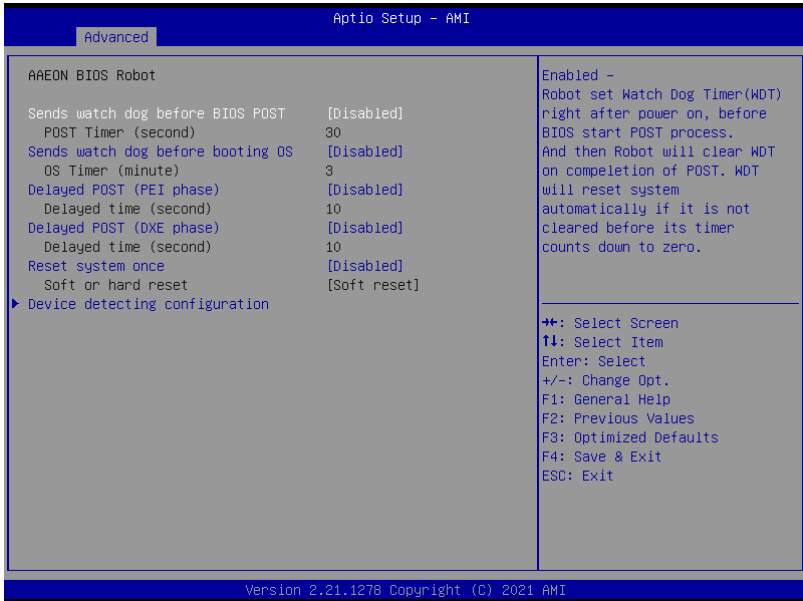 Aptio Setup – AMI
Advanced
AAEON BIOS Robot
Sends watch dog before BIOS POST [Disabled]
POST Timer (second) 30
Sends watch dog before booting OS [Disabled]
OS Timer (minute) 3
Delayed POST (PEI phase) [Disabled]
Delayed time (second) 10
Delayed POST (DXE phase) [Disabled]
Delayed time (second) 10
Reset system once [Disabled]
Soft or hard reset [Soft reset]
Device detecting configuration
Enabled –
Robot set Watch Dog Timer(WDT)
right after power on, before
BIOS start POST process.
And then Robot will clear WDT
on compeletion of POST. WDT
will reset system
automatically if it is not
cleared before its timer
counts down to zero.
→←: Select Screen
↑↓: Select Item
Enter: Select
+/-: Change Opt.
F1: General Help
F2: Previous Values
F3: Optimized Defaults
F4: Save & Exit
ESC: Exit
Version 2.21.1278 Copyright (C) 2021 AMI